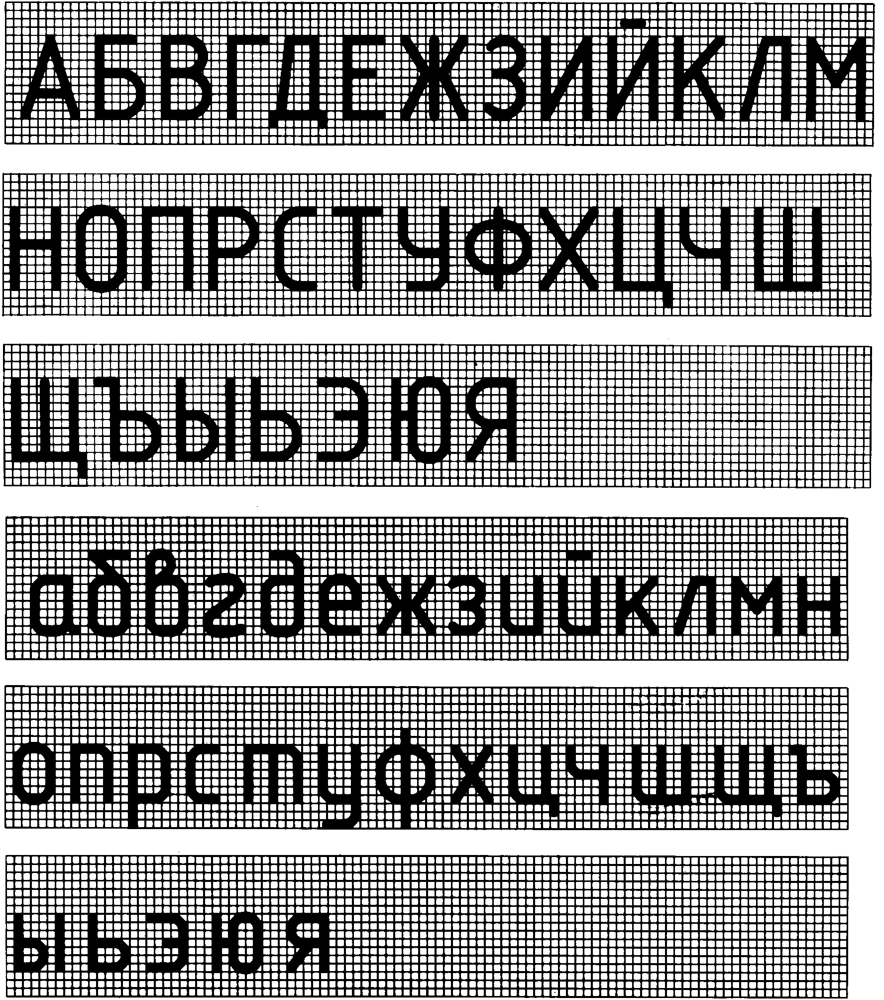 АБВГДЕЖЗИЙКЛМ
НОПРСТУФХЦЧШ
ЩЪЫЬЭЮЯ
абвгдежзийклмн
опрстуфхцчшщъ
ыьэюя